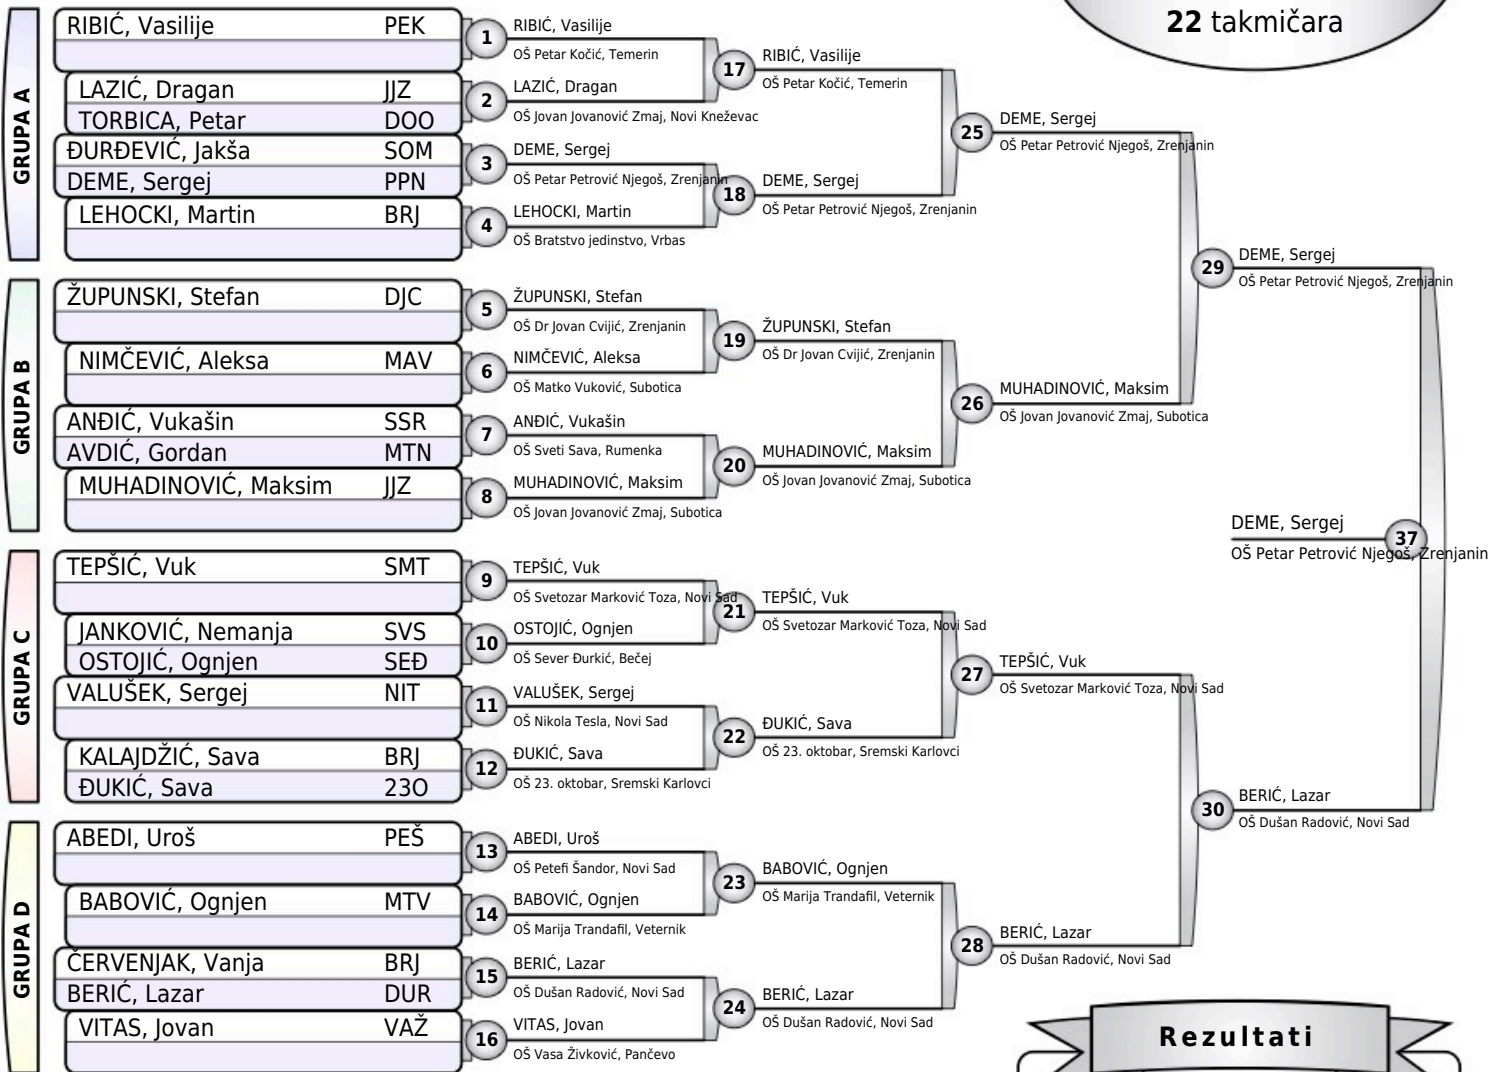 22 takmičara
GRUPA A
RIBIĆ, Vasilije PEK
LAZIĆ, Dragan JJZ
TORBICA, Petar DOO
ĐURĐEVIĆ, Jakša SOM
DEME, Sergej PPN
LEHOCKI, Martin BRJ
GRUPA B
ŽUPUNSKI, Stefan DJC
NIMČEVIĆ, Aleksa MAV
ANĐIĆ, Vukašin SSR
AVDIĆ, Gordan MTN
MUHADINOVIĆ, Maksim JJZ
GRUPA C
TEPŠIĆ, Vuk SMT
JANKOVIĆ, Nemanja SVS
OSTOJIĆ, Ognjen SEĐ
VALUŠEK, Sergej NIT
KALAJDŽIĆ, Sava BRJ
ĐUKIĆ, Sava 23O
GRUPA D
ABEDI, Uroš PEŠ
BABOVIĆ, Ognjen MTV
ČERVENJAK, Vanja BRJ
BERIĆ, Lazar DUR
VITAS, Jovan VAŽ
1
RIBIĆ, Vasilije
OŠ Petar Kočić, Temerin
2
LAZIĆ, Dragan
OŠ Jovan Jovanović Zmaj, Novi Kneževac
3
DEME, Sergej
OŠ Petar Petrović Njegoš, Zrenjanin
4
LEHOCKI, Martin
OŠ Bratstvo jedinstvo, Vrbas
5
ŽUPUNSKI, Stefan
OŠ Dr Jovan Cvijić, Zrenjanin
6
NIMČEVIĆ, Aleksa
OŠ Matko Vuković, Subotica
7
ANĐIĆ, Vukašin
OŠ Sveti Sava, Rumenka
8
MUHADINOVIĆ, Maksim
OŠ Jovan Jovanović Zmaj, Subotica
9
TEPŠIĆ, Vuk
OŠ Svetozar Marković Toza, Novi Sad
10
OSTOJIĆ, Ognjen
OŠ Sever Đurkić, Bečej
11
VALUŠEK, Sergej
OŠ Nikola Tesla, Novi Sad
12
ĐUKIĆ, Sava
OŠ 23. oktobar, Sremski Karlovci
13
ABEDI, Uroš
OŠ Petefi Šandor, Novi Sad
14
BABOVIĆ, Ognjen
OŠ Marija Trandafil, Veternik
15
BERIĆ, Lazar
OŠ Dušan Radović, Novi Sad
16
VITAS, Jovan
OŠ Vasa Živković, Pančevo
17
RIBIĆ, Vasilije
OŠ Petar Kočić, Temerin
18
DEME, Sergej
OŠ Petar Petrović Njegoš, Zrenjanin
19
ŽUPUNSKI, Stefan
OŠ Dr Jovan Cvijić, Zrenjanin
20
MUHADINOVIĆ, Maksim
OŠ Jovan Jovanović Zmaj, Subotica
21
TEPŠIĆ, Vuk
OŠ Svetozar Marković Toza, Novi Sad
22
ĐUKIĆ, Sava
OŠ 23. oktobar, Sremski Karlovci
23
BABOVIĆ, Ognjen
OŠ Marija Trandafil, Veternik
24
BERIĆ, Lazar
OŠ Dušan Radović, Novi Sad
25
DEME, Sergej
OŠ Petar Petrović Njegoš, Zrenjanin
26
MUHADINOVIĆ, Maksim
OŠ Jovan Jovanović Zmaj, Subotica
27
TEPŠIĆ, Vuk
OŠ Svetozar Marković Toza, Novi Sad
28
BERIĆ, Lazar
OŠ Dušan Radović, Novi Sad
29
DEME, Sergej
OŠ Petar Petrović Njegoš, Zrenjanin
30
BERIĆ, Lazar
OŠ Dušan Radović, Novi Sad
37
DEME, Sergej
OŠ Petar Petrović Njegoš, Zrenjanin
Rezultati